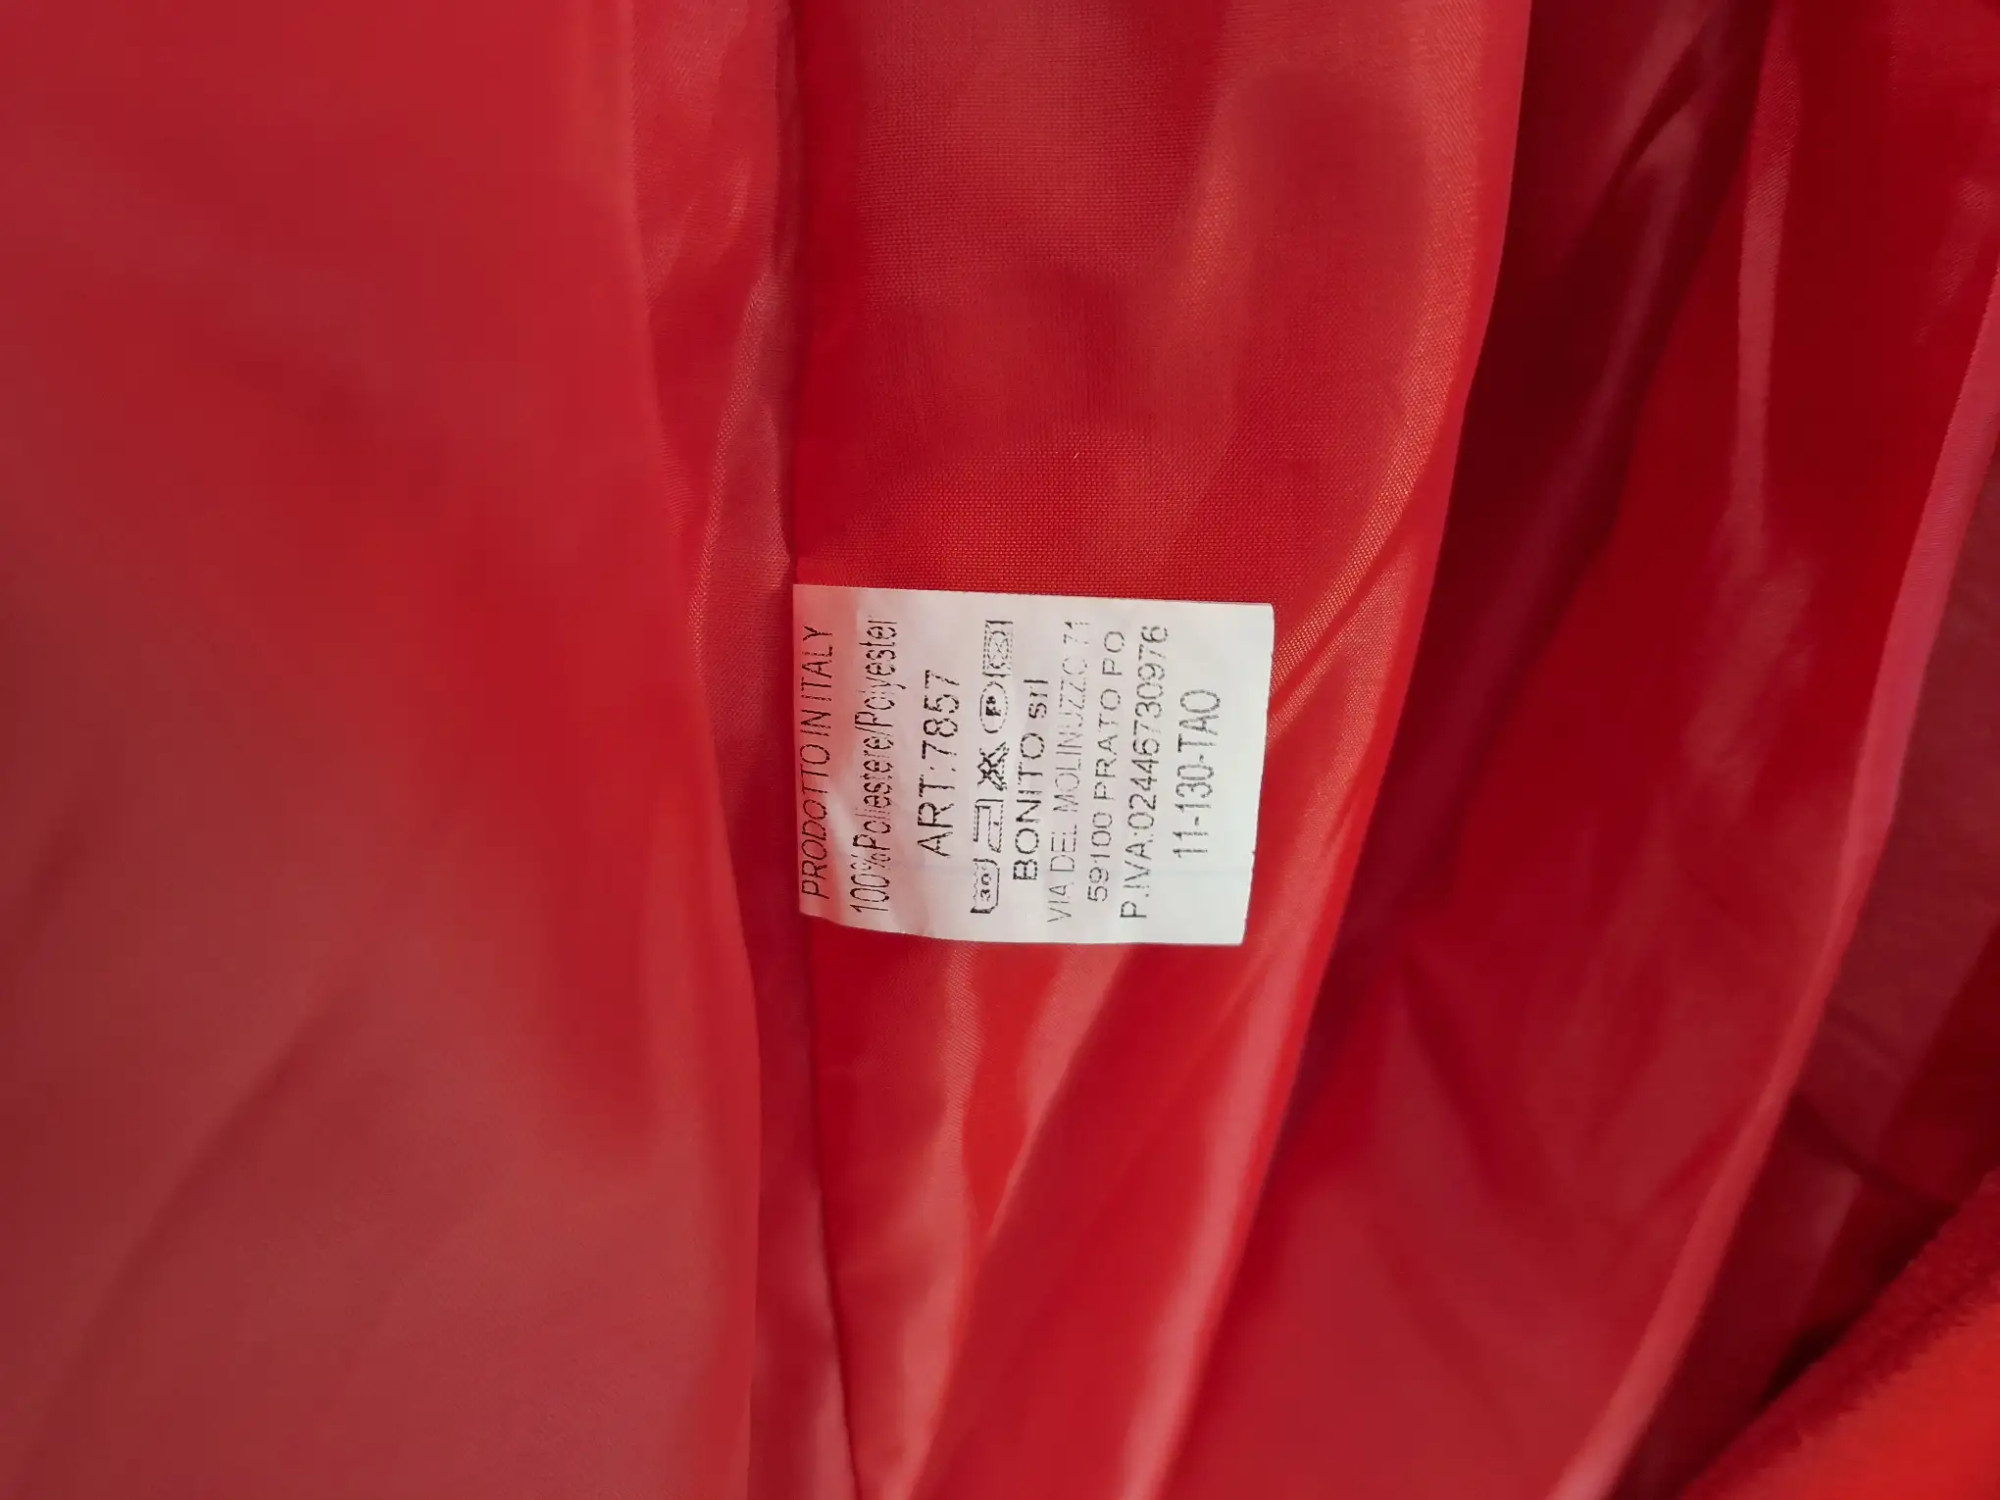 PRODOTTO IN ITALY
100%Poliestere/Polyester
ART:7857
30 P
BONITO srl
VIA DEL MOLINUZZO 71
59100 PRATO PO
P.IVA:02446730976
11-130-TAO